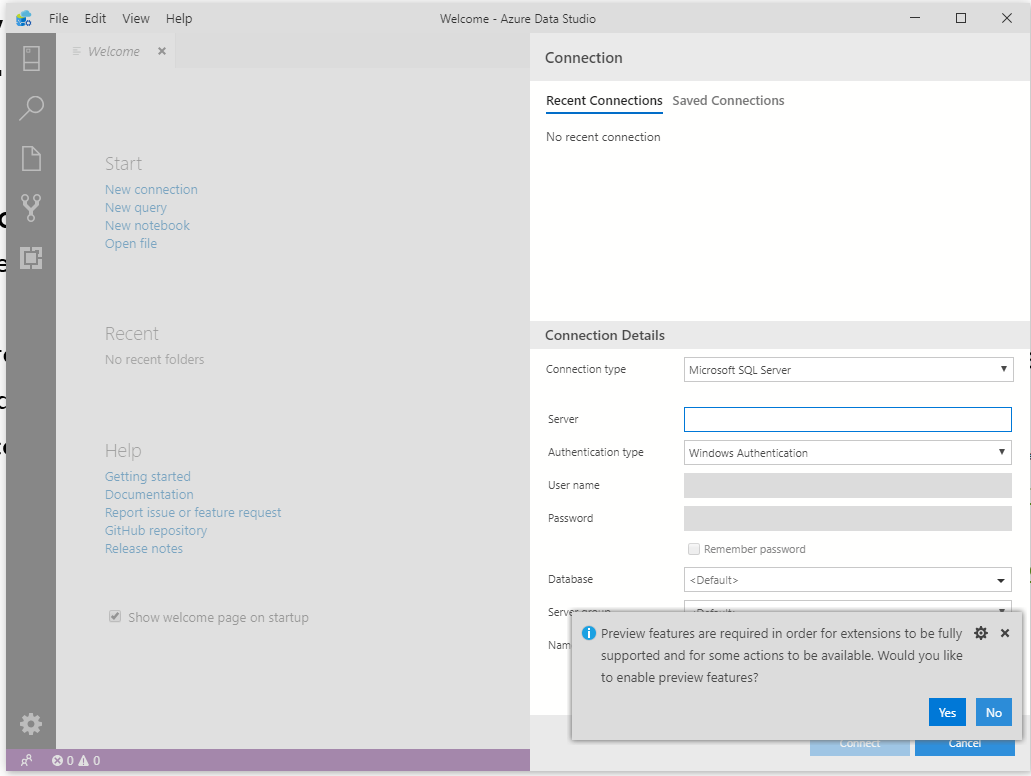 File Edit View Help
Welcome - Azure Data Studio
Welcome
Start
New connection
New query
New notebook
Open file
Recent
No recent folders
Help
Getting started
Documentation
Report issue or feature request
GitHub repository
Release notes
Show welcome page on startup
0 0
Connection
Recent Connections Saved Connections
No recent connection
Connection Details
Connection type Microsoft SQL Server
Server
Authentication type Windows Authentication
User name
Password
Remember password
Database <Default>
Server group <Default>
Preview features are required in order for extensions to be fully
supported and for some actions to be available. Would you like
to enable preview features?
Yes No
Connect Cancel